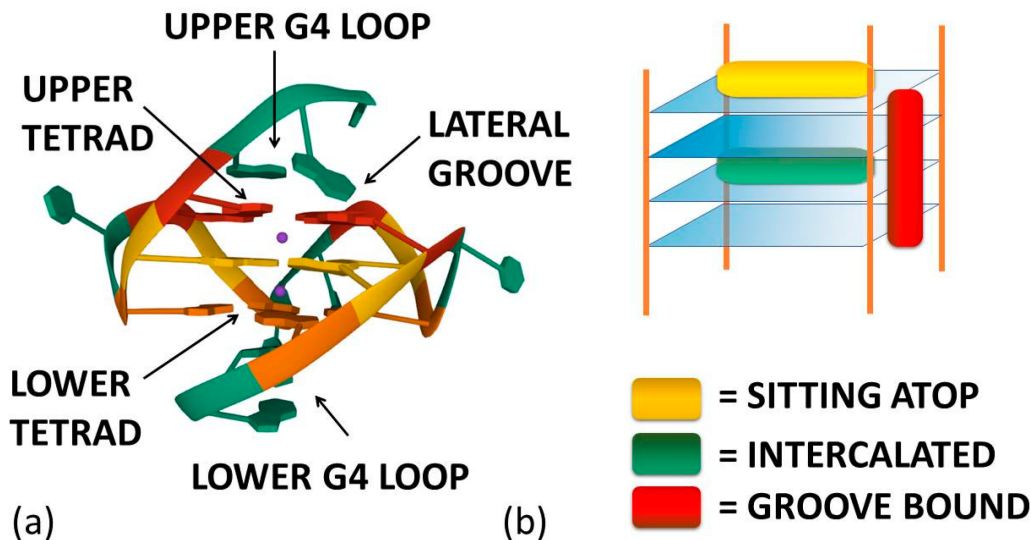 UPPER G4 LOOP
UPPER
TETRAD
LATERAL
GROOVE
LOWER
TETRAD
LOWER G4 LOOP
(a)
= SITTING ATOP
= INTERCALATED
= GROOVE BOUND
(b)